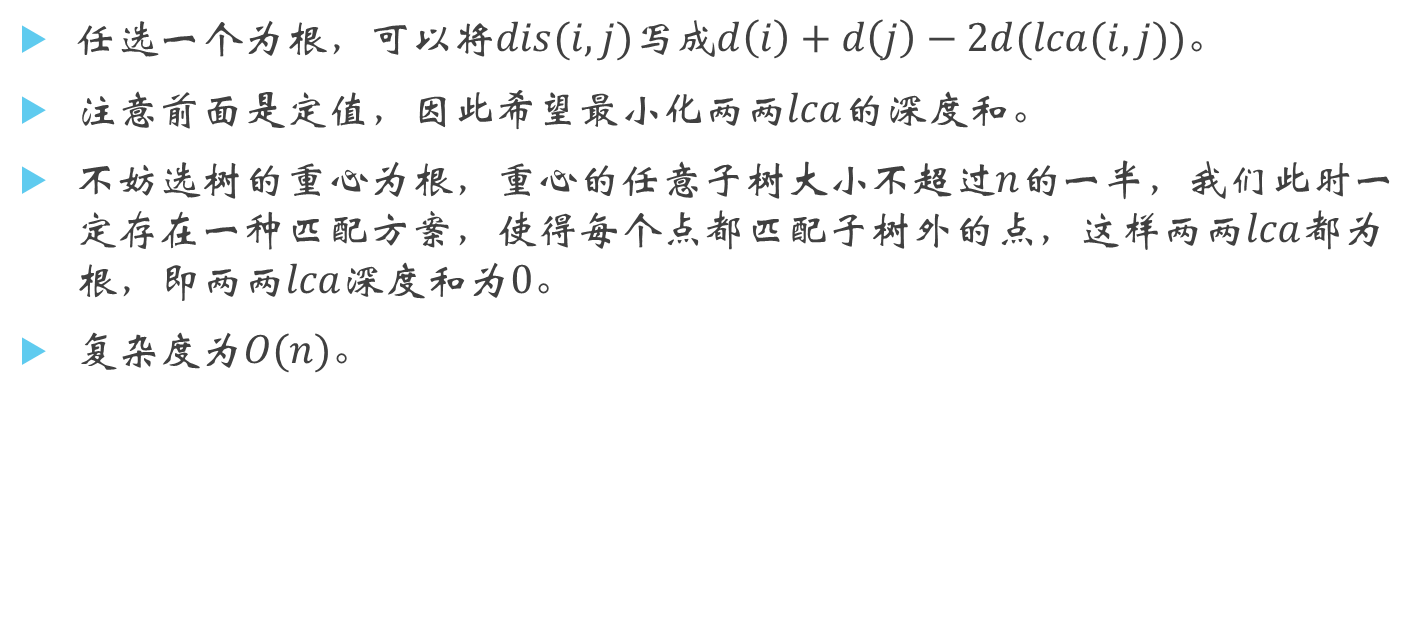 任选一个为根，可以将dis(i,j)写成d(i) + d(j) − 2d(lca(i,j))。
注意前面是定值，因此希望最小化两两lca的深度和。
不妨选树的重心为根，重心的任意子树大小不超过n的一半，我们此时一
定存在一种匹配方案，使得每个点都匹配子树外的点，这样两两lca都为
根，即两两lca深度和为0。
复杂度为O(n)。